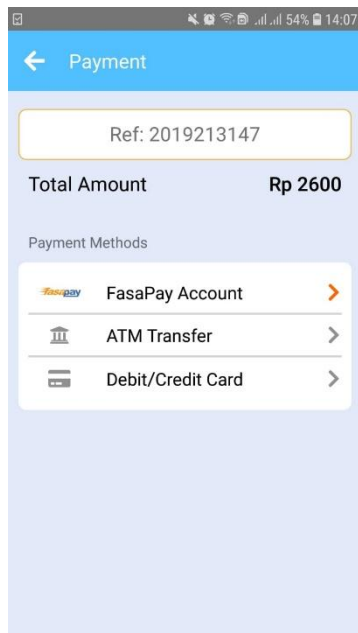 54% 14:07
Payment
Ref: 2019213147
Total Amount Rp 2600
Payment Methods
Fasapay FasaPay Account
ATM Transfer
Debit/Credit Card